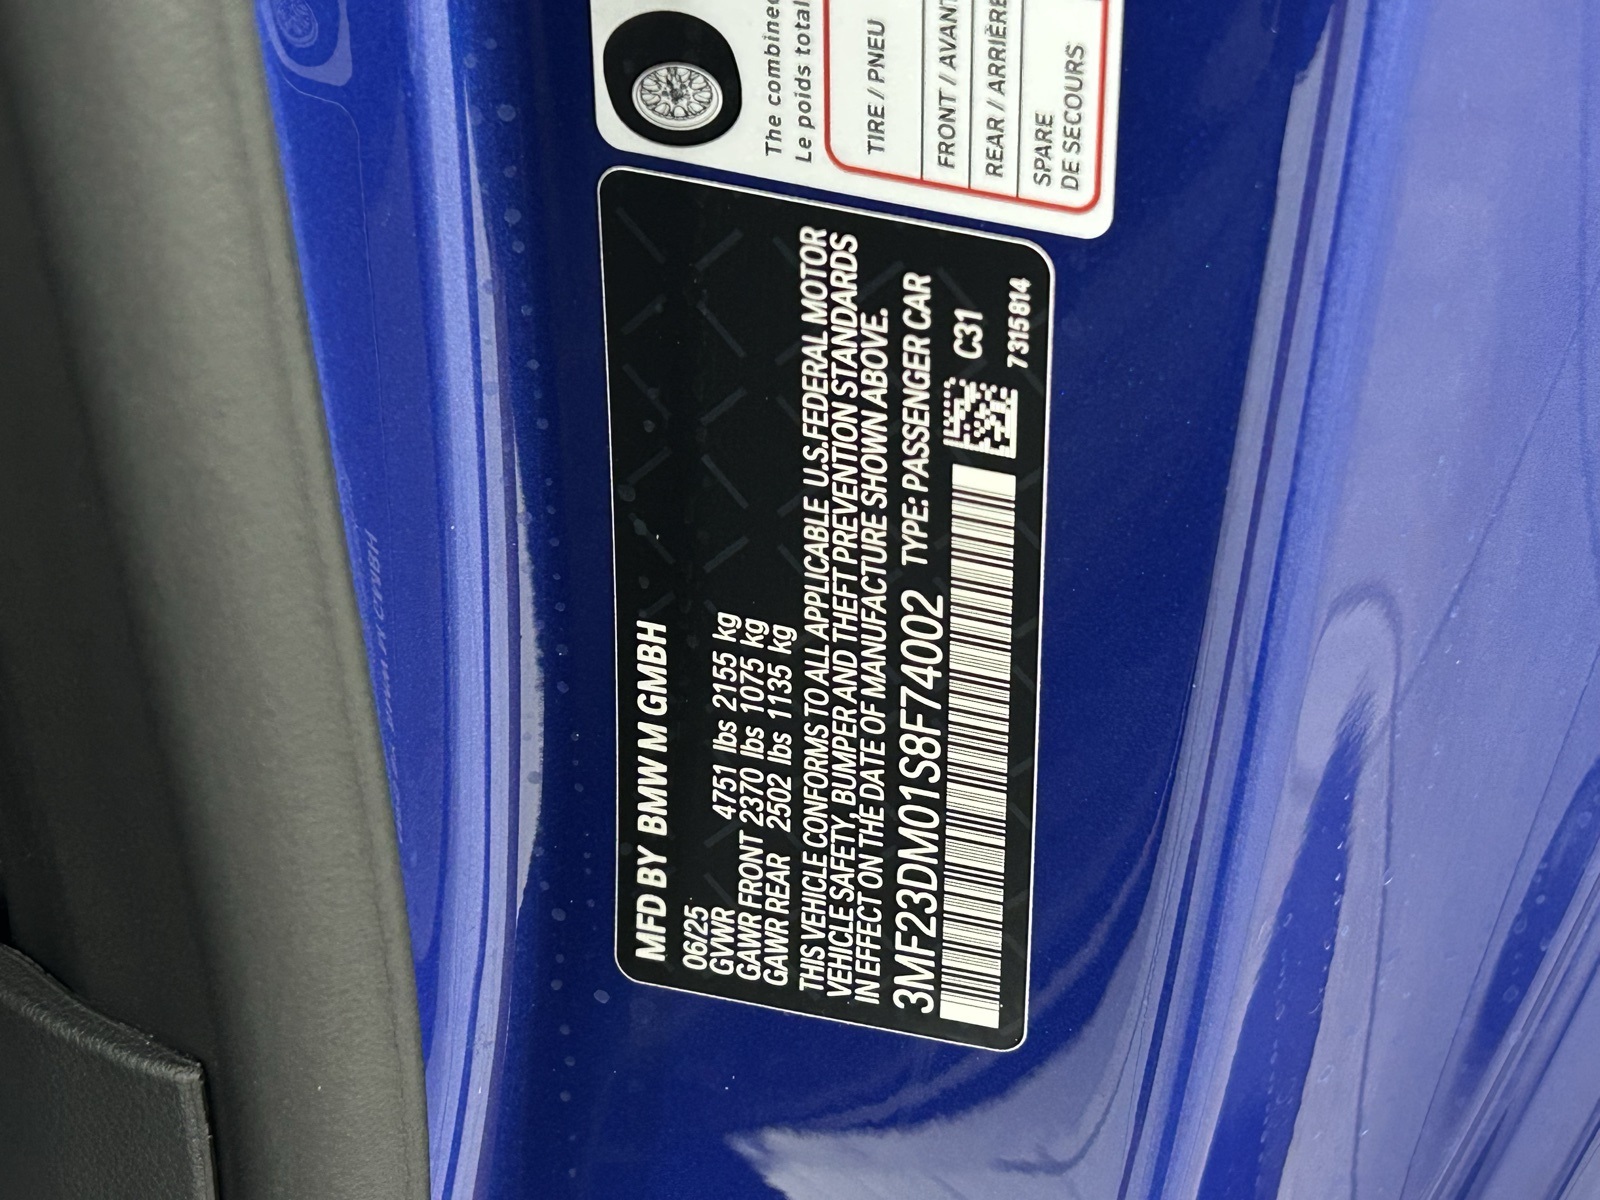 MFD BY BMW M GMBH
06/25
GVWR 4751 lbs 2155 kg
GAWR FRONT 2370 lbs 1075 kg
GAWR REAR 2502 lbs 1135 kg
THIS VEHICLE CONFORMS TO ALL APPLICABLE U.S.FEDERAL MOTOR
VEHICLE SAFETY, BUMPER AND THEFT PREVENTION STANDARDS
IN EFFECT ON THE DATE OF MANUFACTURE SHOWN ABOVE.
3MF23DM01S8F74002 TYPE: PASSENGER CAR
C31
7315814
The combined
Le poids total
TIRE / PNEU
FRONT / AVANT
REAR / ARRIÈRE
SPARE
DE SECOURS